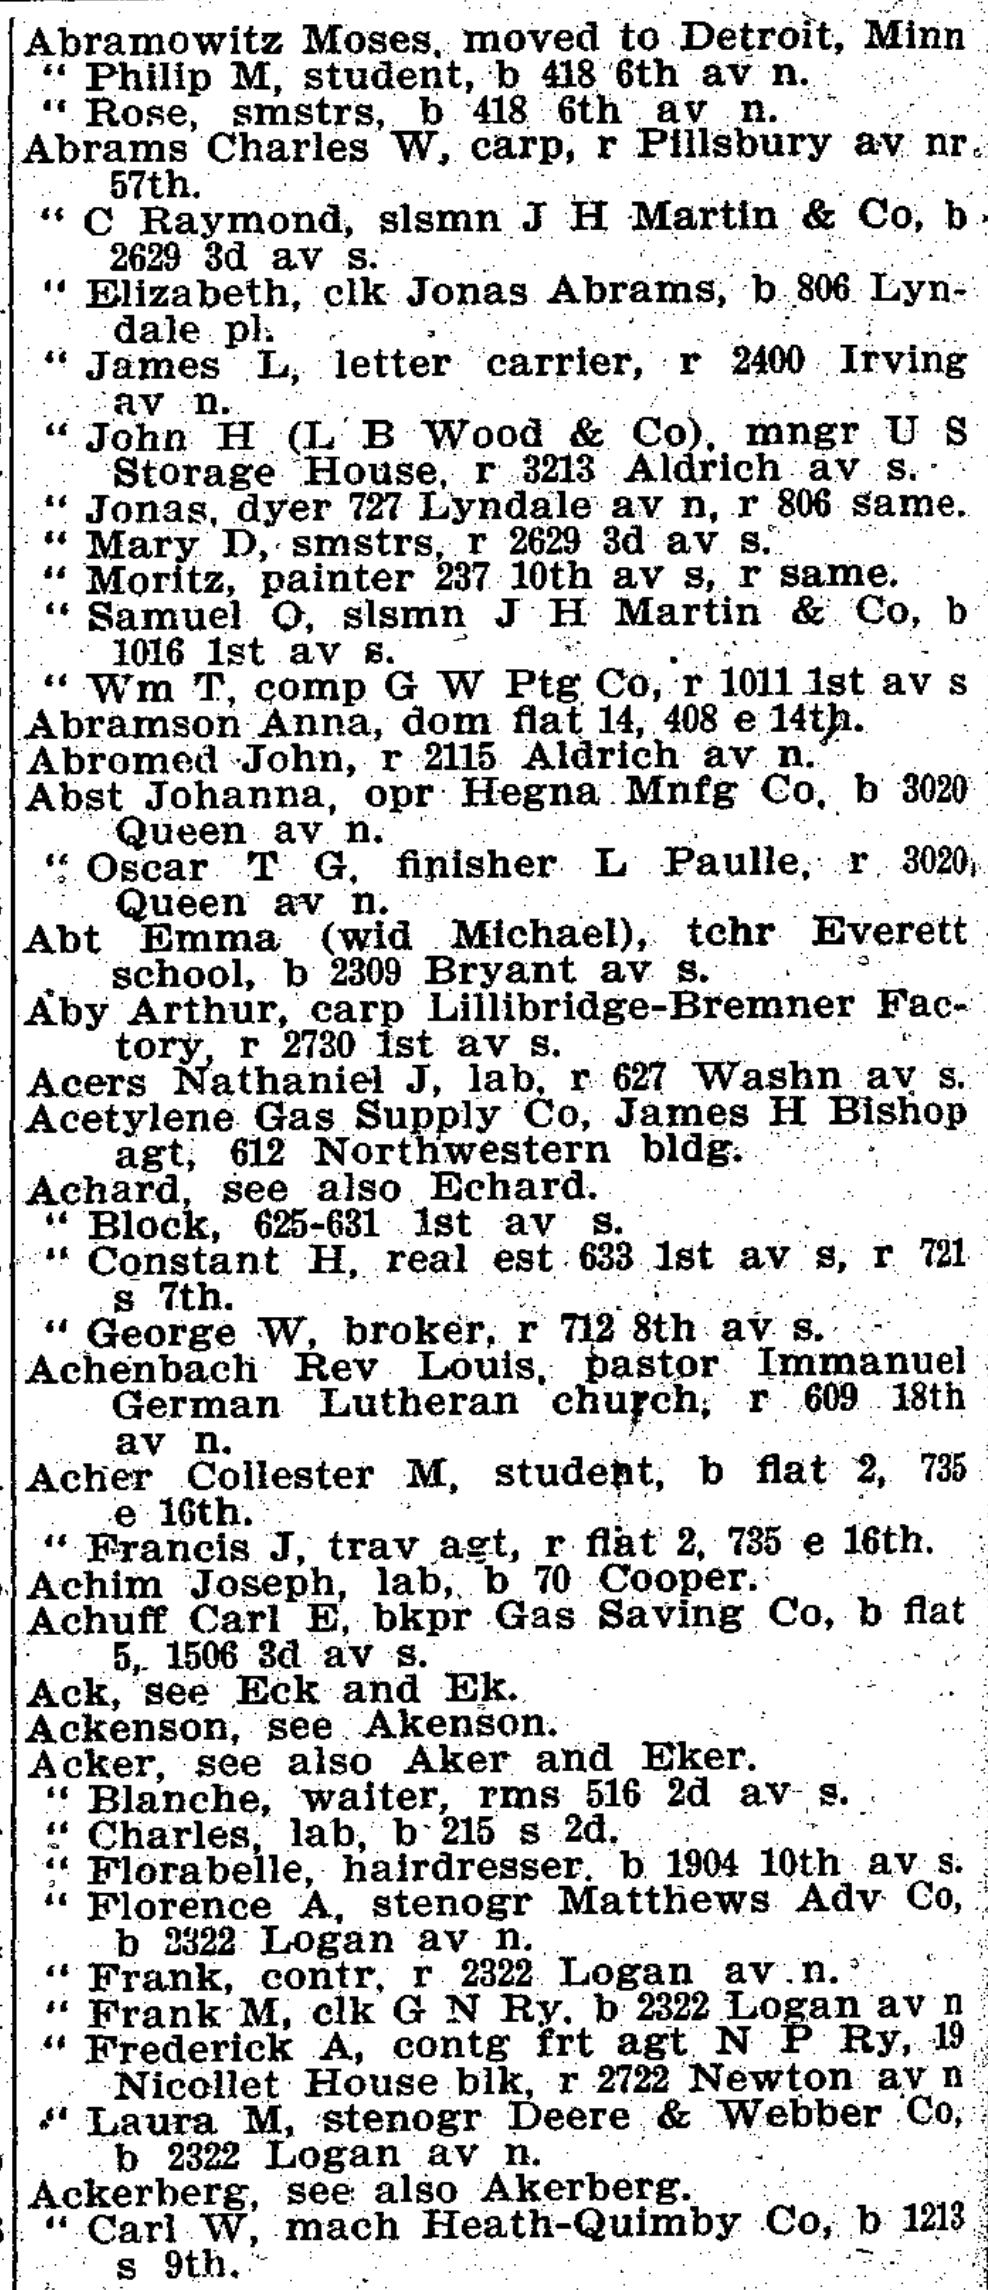 Abramowitz Moses, moved to Detroit, Minn
" Philip M, student, b 418 6th av n.
" Rose, smstrs, b 418 6th av n.
Abrams Charles W, carp, r Pillsbury av nr
57th.
" C Raymond, slsmn J H Martin & Co, b
2629 3d av s.
" Elizabeth, clk Jonas Abrams, b 806 Lyn-
dale pl.
" James L, letter carrier, r 2400 Irving
av n.
" John H (L B Wood & Co), mngr U S
Storage House, r 3213 Aldrich av s.
" Jonas, dyer 727 Lyndale av n, r 806 same.
" Mary D, smstrs, r 2629 3d av s.
" Moritz, painter 237 10th av s, r same.
" Samuel O, slsmn J H Martin & Co, b
1016 1st av s.
" Wm T, comp G W Ptg Co, r 1011 1st av s
Abramson Anna, dom flat 14, 408 e 14th.
Abromed John, r 2115 Aldrich av n.
Abst Johanna, opr Hegna Mnfg Co, b 3020
Queen av n.
" Oscar T G, finisher L Paulle, r 3020
Queen av n.
Abt Emma (wid Michael), tchr Everett
school, b 2309 Bryant av s.
Aby Arthur, carp Lillibridge-Bremner Fac-
tory, r 2730 1st av s.
Acers Nathaniel J, lab, r 627 Washn av s.
Acetylene Gas Supply Co, James H Bishop
agt, 612 Northwestern bldg.
Achard, see also Echard.
" Block, 625-631 1st av s.
" Constant H, real est 633 1st av s, r 721
s 7th.
" George W, broker, r 712 8th av s.
Achenbach Rev Louis, pastor Immanuel
German Lutheran church, r 609 18th
av n.
Acher Collester M, student, b flat 2, 735
e 16th.
" Francis J, trav agt, r flat 2, 735 e 16th.
Achim Joseph, lab, b 70 Cooper.
Achuff Carl E, bkpr Gas Saving Co, b flat
5, 1506 3d av s.
Ack, see Eck and Ek.
Ackenson, see Akenson.
Acker, see also Aker and Eker.
" Blanche, waiter, rms 516 2d av s.
" Charles, lab, b 215 s 2d.
" Florabelle, hairdresser, b 1904 10th av s.
" Florence A, stenogr Matthews Adv Co,
b 2322 Logan av n.
" Frank, contr, r 2322 Logan av n.
" Frank M, clk G N Ry, b 2322 Logan av n
" Frederick A, contg frt agt N P Ry, 19
Nicollet House blk, r 2722 Newton av n
" Laura M, stenogr Deere & Webber Co,
b 2322 Logan av n.
Ackerberg, see also Akerberg.
" Carl W, mach Heath-Quimby Co, b 1213
s 9th.